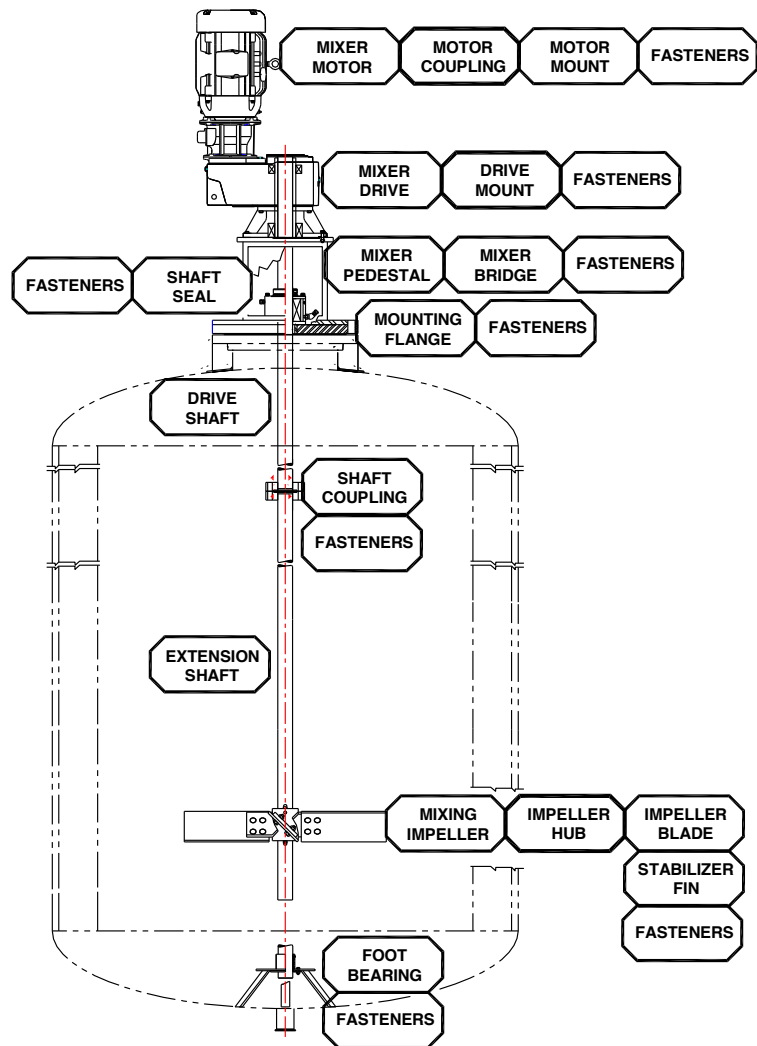 MIXER
MOTOR
MOTOR
COUPLING
MOTOR
MOUNT
FASTENERS
MIXER
DRIVE
DRIVE
MOUNT
FASTENERS
MIXER
PEDESTAL
MIXER
BRIDGE
FASTENERS
FASTENERS
SHAFT
SEAL
MOUNTING
FLANGE
FASTENERS
DRIVE
SHAFT
SHAFT
COUPLING
FASTENERS
EXTENSION
SHAFT
MIXING
IMPELLER
IMPELLER
HUB
IMPELLER
BLADE
STABILIZER
FIN
FASTENERS
FOOT
BEARING
FASTENERS